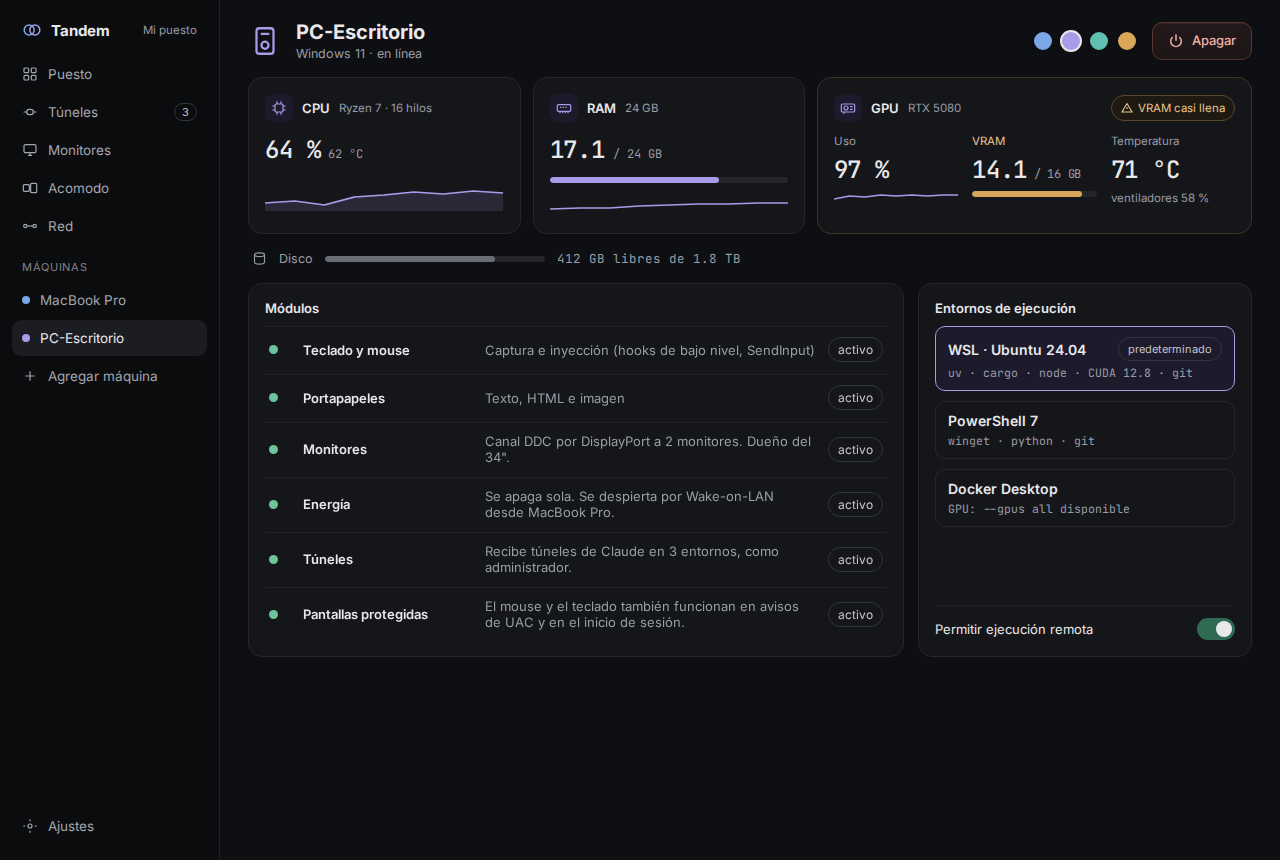 Tandem
Mi puesto
Puesto
Túneles 3
Monitores
Acomodo
Red
MÁQUINAS
MacBook Pro
PC-Escritorio
Agregar máquina
Ajustes
PC-Escritorio
Windows 11 · en línea
Apagar
CPU Ryzen 7 · 16 hilos
64 % 62 °C
RAM 24 GB
17.1 / 24 GB
GPU RTX 5080
VRAM casi llena
Uso
97 %
VRAM
14.1 / 16 GB
Temperatura
71 °C
ventiladores 58 %
Disco 412 GB libres de 1.8 TB
Módulos
Teclado y mouse
Captura e inyección (hooks de bajo nivel, SendInput)
activo
Portapapeles
Texto, HTML e imagen
activo
Monitores
Canal DDC por DisplayPort a 2 monitores. Dueño del
34".
activo
Energía
Se apaga sola. Se despierta por Wake-on-LAN
desde MacBook Pro.
activo
Túneles
Recibe túneles de Claude en 3 entornos, como
administrador.
activo
Pantallas protegidas
El mouse y el teclado también funcionan en avisos
de UAC y en el inicio de sesión.
activo
Entornos de ejecución
WSL · Ubuntu 24.04
predeterminado
uv · cargo · node · CUDA 12.8 · git
PowerShell 7
winget · python · git
Docker Desktop
GPU: --gpus all disponible
Permitir ejecución remota